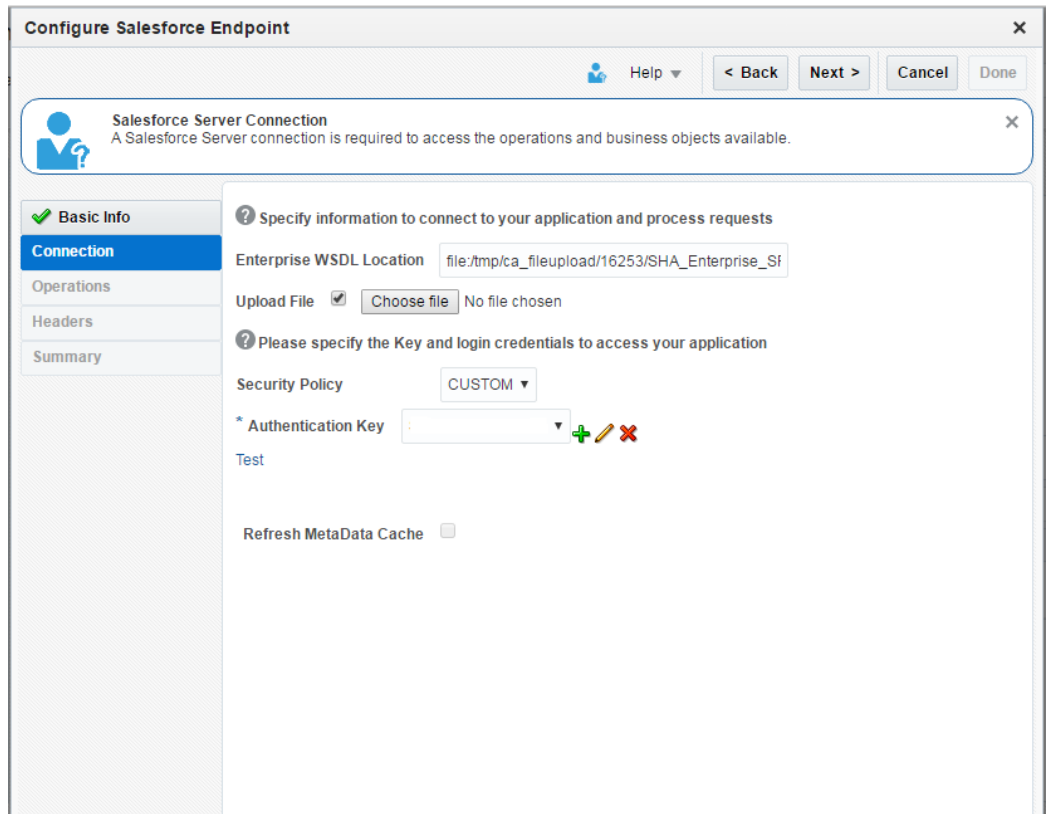 Configure Salesforce Endpoint
Help
< Back
Next >
Cancel
Done
Salesforce Server Connection
A Salesforce Server connection is required to access the operations and business objects available.
Basic Info
Connection
Operations
Headers
Summary
Specify information to connect to your application and process requests
Enterprise WSDL Location file:/tmp/ca_fileupload/16253/SHA_Enterprise_SF
Upload File Choose file No file chosen
Please specify the Key and login credentials to access your application
Security Policy CUSTOM
* Authentication Key
Test
Refresh MetaData Cache